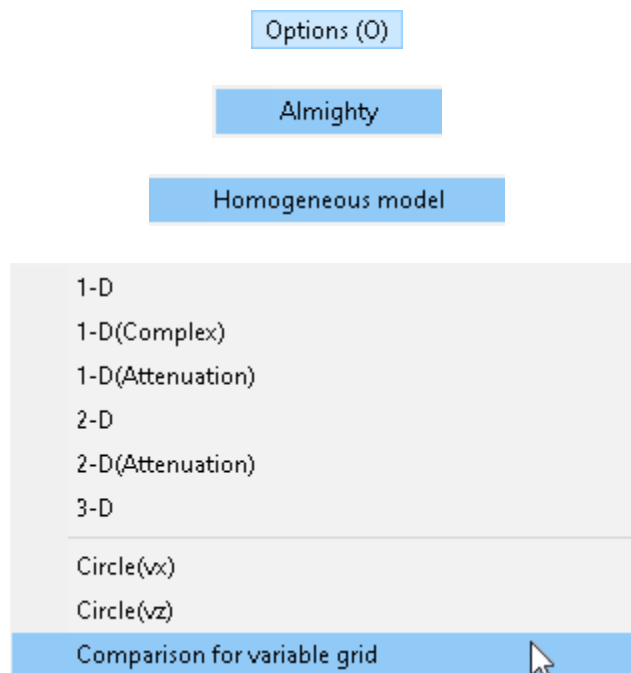 Options (O)
Almighty
Homogeneous model
1-D
1-D(Complex)
1-D(Attenuation)
2-D
2-D(Attenuation)
3-D
Circle(vx)
Circle(vz)
Comparison for variable grid